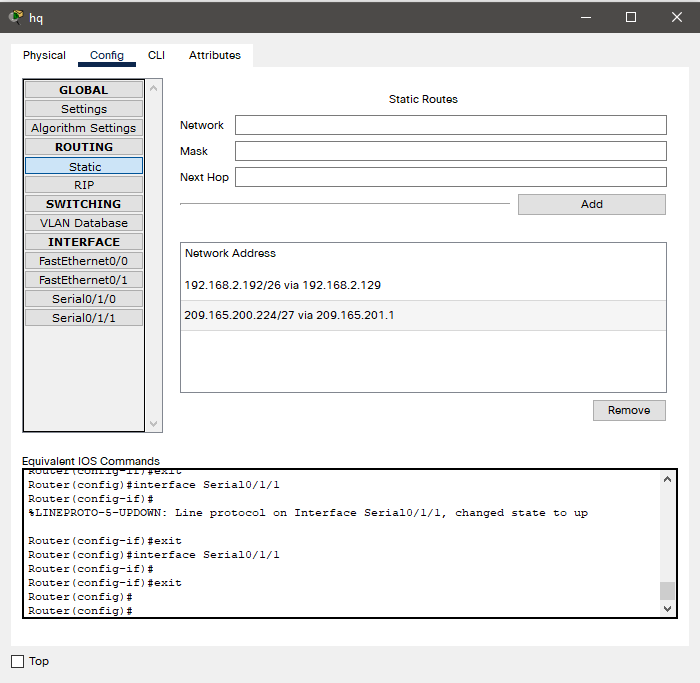 hq
Physical Config CLI Attributes
GLOBAL
Settings
Algorithm Settings
ROUTING
Static
RIP
SWITCHING
VLAN Database
INTERFACE
FastEthernet0/0
FastEthernet0/1
Serial0/1/0
Serial0/1/1
Static Routes
Network
Mask
Next Hop
Add
Network Address
192.168.2.192/26 via 192.168.2.129
209.165.200.224/27 via 209.165.201.1
Remove
Equivalent IOS Commands
Router(config-if)#exit
Router(config)#interface Serial0/1/1
Router(config-if)#
%LINEPROTO-5-UPDOWN: Line protocol on Interface Serial0/1/1, changed state to up
Router(config-if)#exit
Router(config)#interface Serial0/1/1
Router(config-if)#
Router(config-if)#exit
Router(config)#
Router(config)#
Top